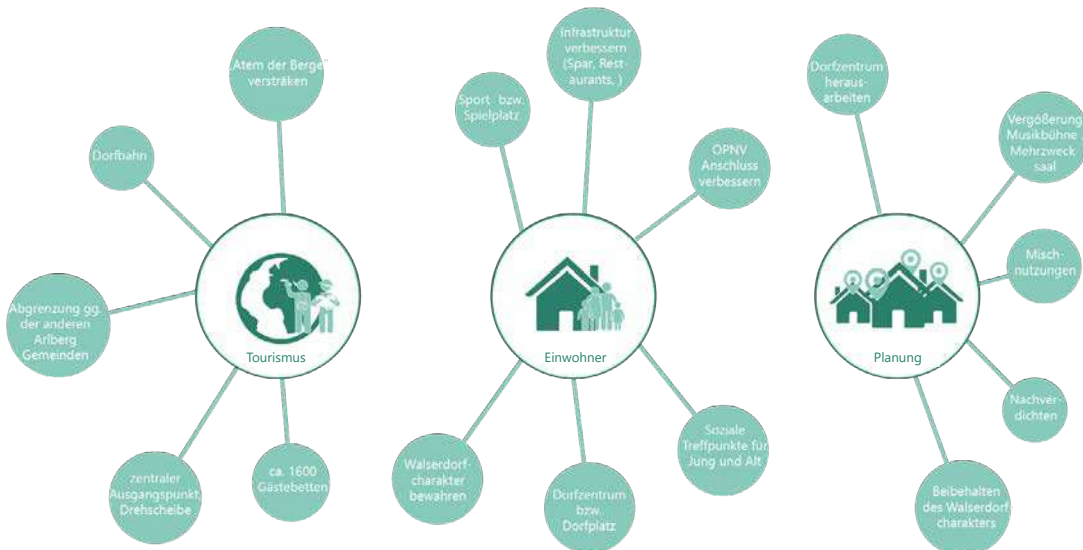 „Atem der Berge“
versträken
Dorfbahn
Abgrenzung gg.
der anderen
Arlberg
Gemeinden
zentraler
Ausgangspunkt,
Drehscheibe
ca. 1600
Gästebetten
Tourismus
Infrastruktur
verbessern
(Spar, Rest-
aurants, )
Sport- bzw.
Spielplatz
ÖPNV
Anschluss
verbessern
Einwohner
Walserdorf-
charakter
bewahren
Dorfzentrum
bzw.
Dorfplatz
Soziale
Treffpunkte für
Jung und Alt
Dorfzentrum
heraus-
arbeiten
Vergößerung
Musikbühne /
Mehrzweck
saal
Misch-
nutzungen
Planung
Nachver-
dichten
Beibehalten
des Walserdorf
charakters